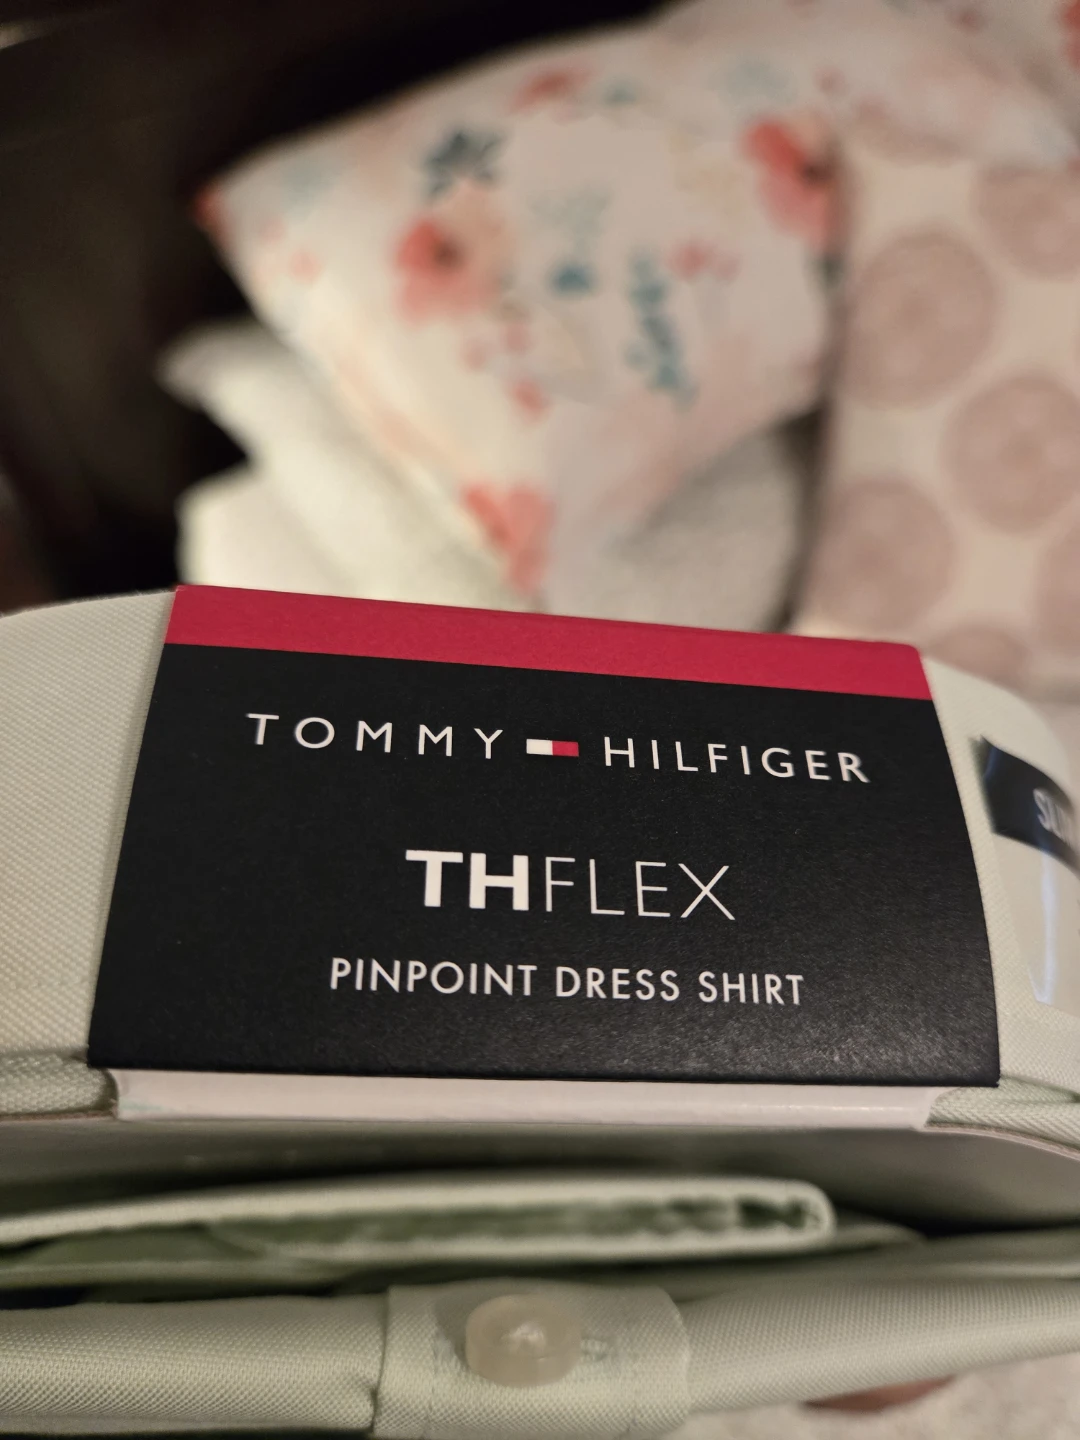 TOMMY HILFIGER
THFLEX
PINPOINT DRESS SHIRT